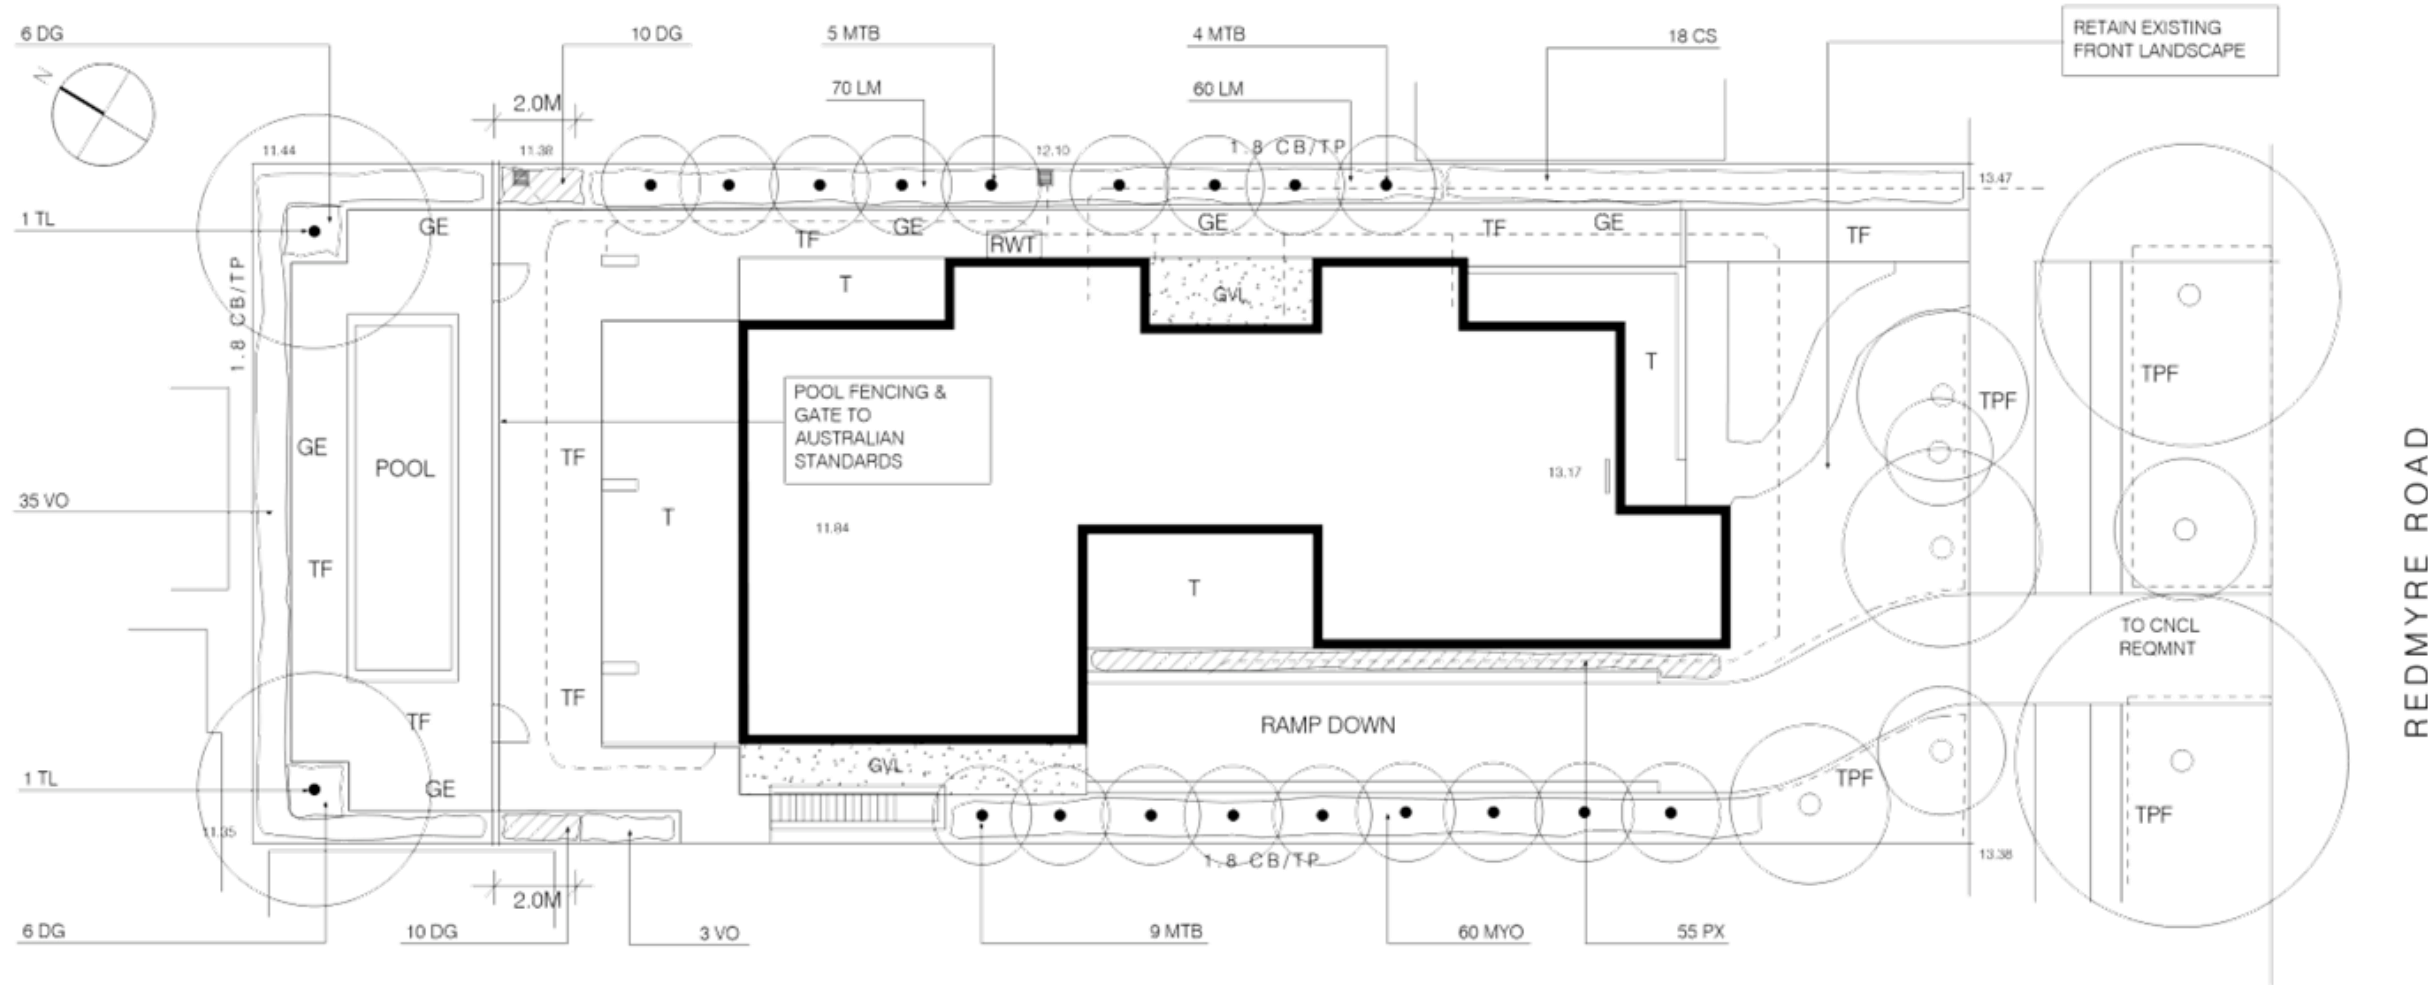 6 DG
10 DG
5 MTB
4 MTB
18 CS
RETAIN EXISTING
FRONT LANDSCAPE
N
2.0M
70 LM
60 LM
11.44
11.38
12.10
1.8 CB/TP
13.47
1 TL
GE
TF
GE
RWT
GE
TF
GE
TF
1.8 CB/TP
T
GVL
T
POOL FENCING &
GATE TO
AUSTRALIAN
STANDARDS
TPF
TPF
GE
POOL
TF
13.17
35 VO
T
11.84
REDMYRE ROAD
TF
T
TO CNCL
REQMNT
TF
TF
RAMP DOWN
GVL
1 TL
GE
TPF
TPF
11.35
1.8 CB/TP
13.38
2.0M
6 DG
10 DG
3 VO
9 MTB
60 MYO
55 PX